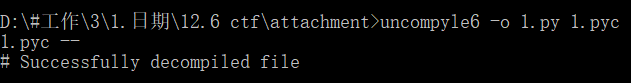 D:\#工作\3\1.日期\12.6 ctf\attachment>uncompyle6 -o 1.py 1.pyc
1.pyc --
# Successfully decompiled file